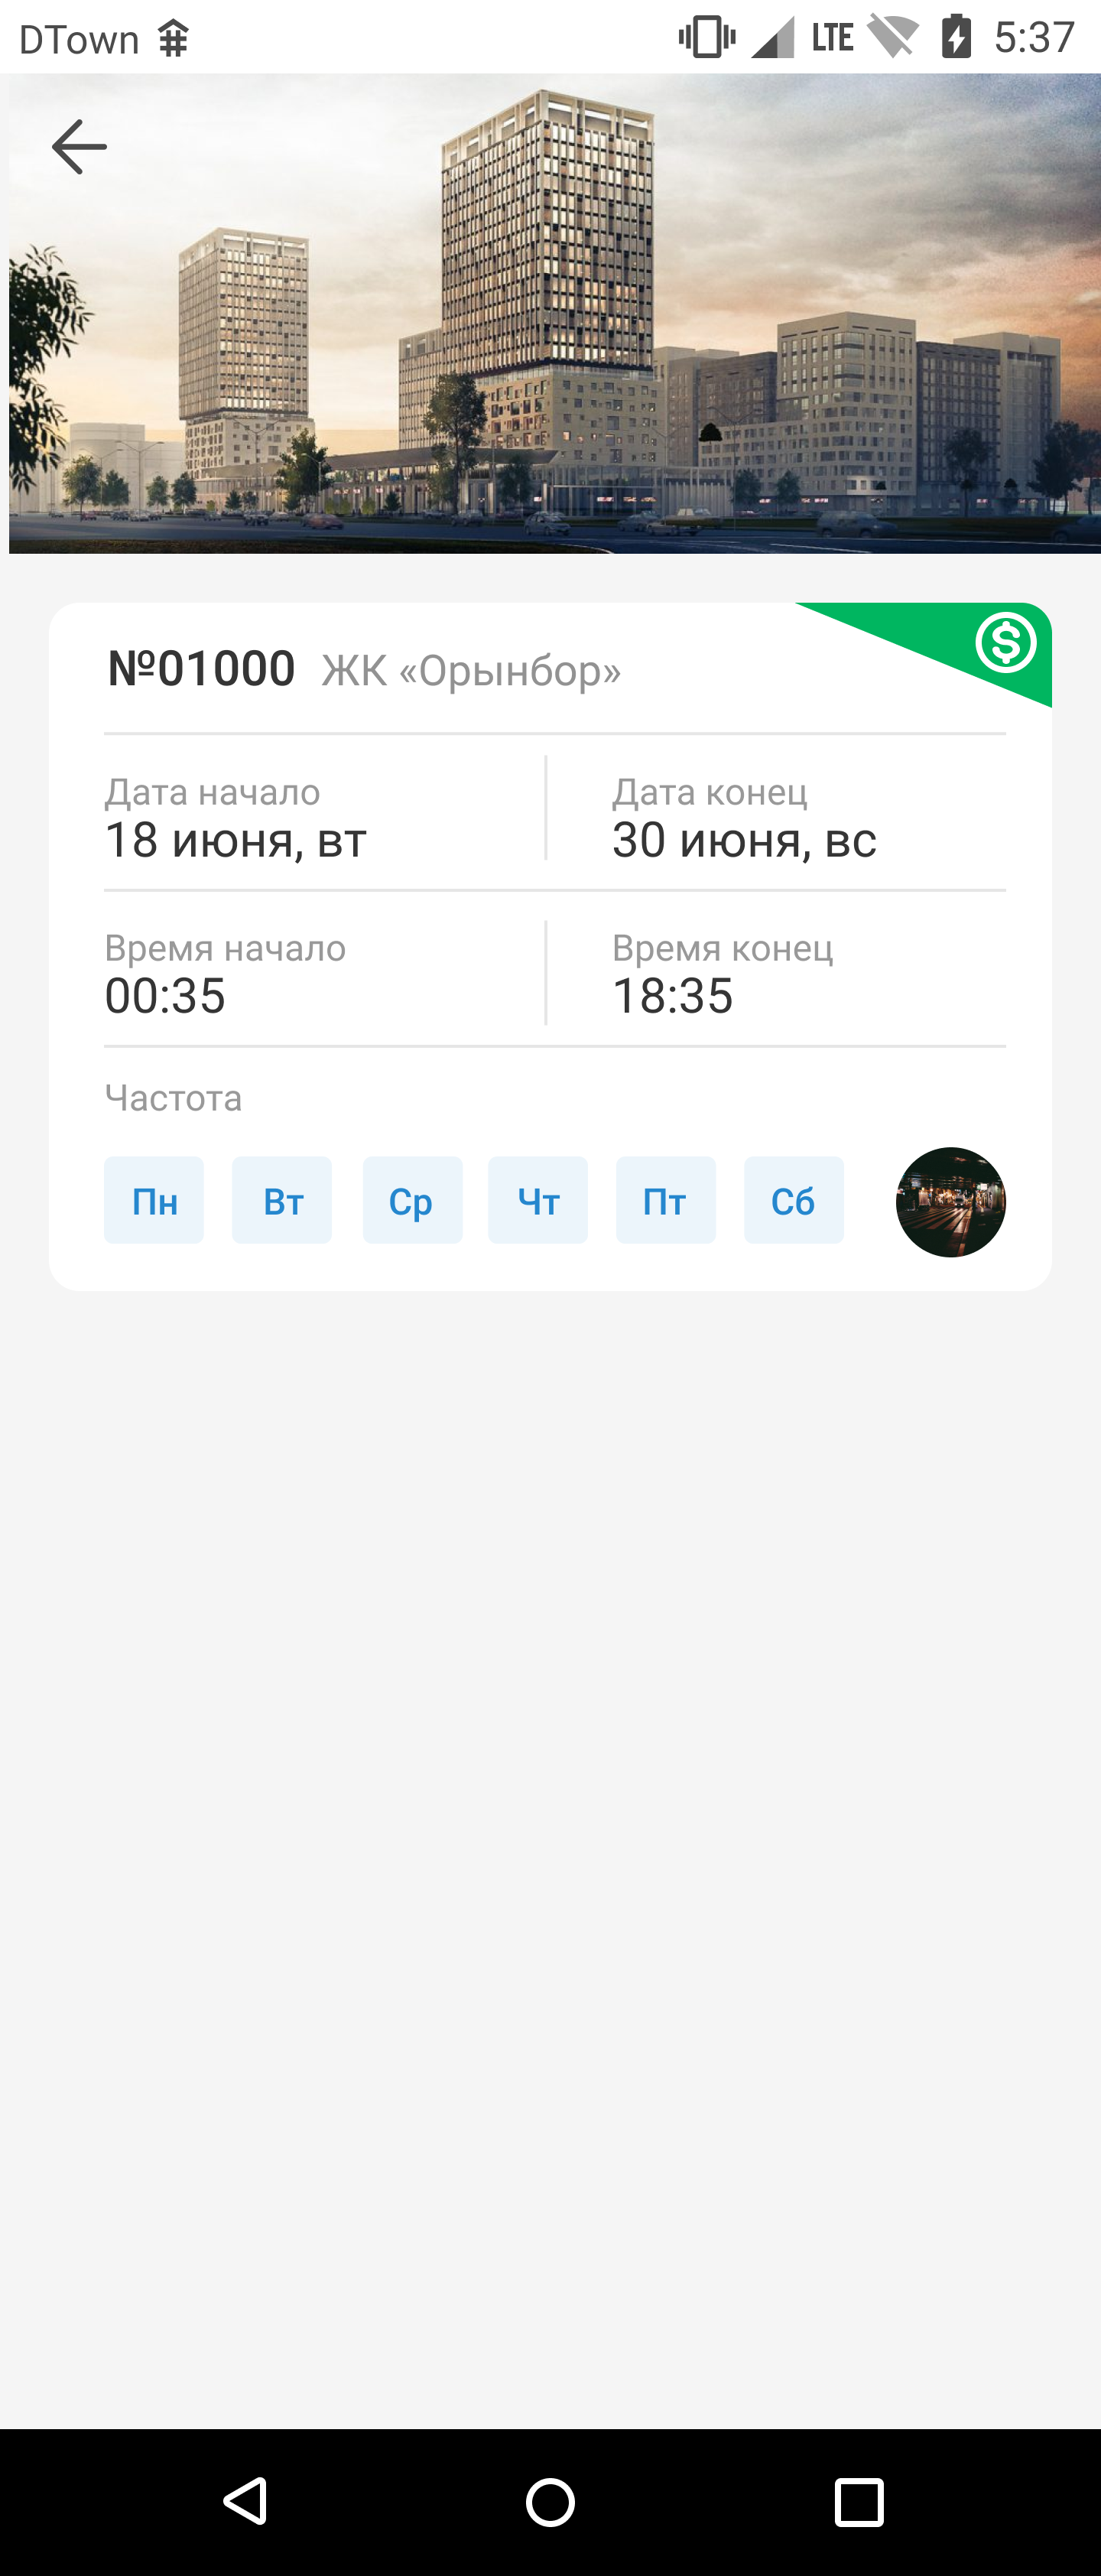 DTown LTE 5:37
№01000 ЖК «Орынбор»
Дата начало Дата конец
18 июня, вт 30 июня, вс
Время начало Время конец
00:35 18:35
Частота
Пн Вт Ср Чт Пт Сб